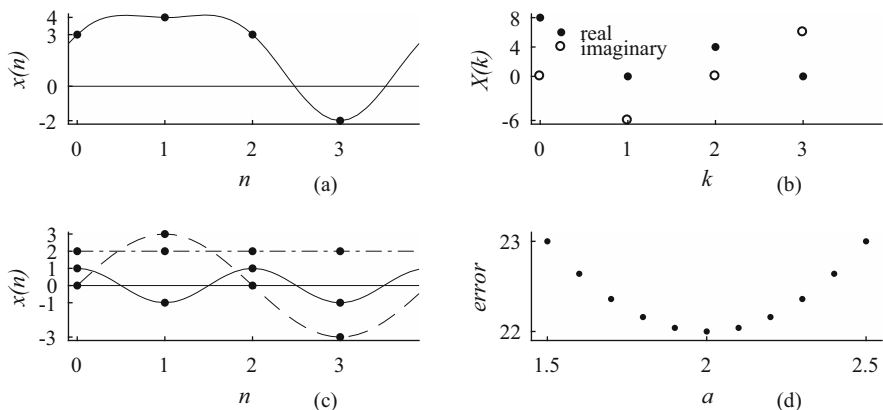 4
3
0
-2
x(n)
0 1 2 3
n (a)
8
4
0
-6
X(k)
real
imaginary
0 1 2 3
k (b)
3
2
1
0
-1
-3
x(n)
0 1 2 3
n (c)
23
22
error
1.5 2 2.5
a (d)